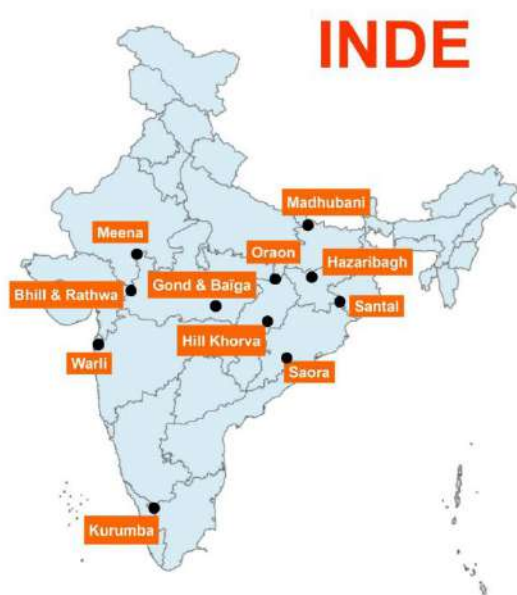 INDE
Madhubani
Meena
Oraon
Hazaribagh
Gond & Baïga
Bhill & Rathwa
Santal
Hill Khorva
Warli
Saora
Kurumba